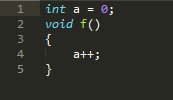 1 int a = 0;
2 void f()
3 {
4     a++;
5 }